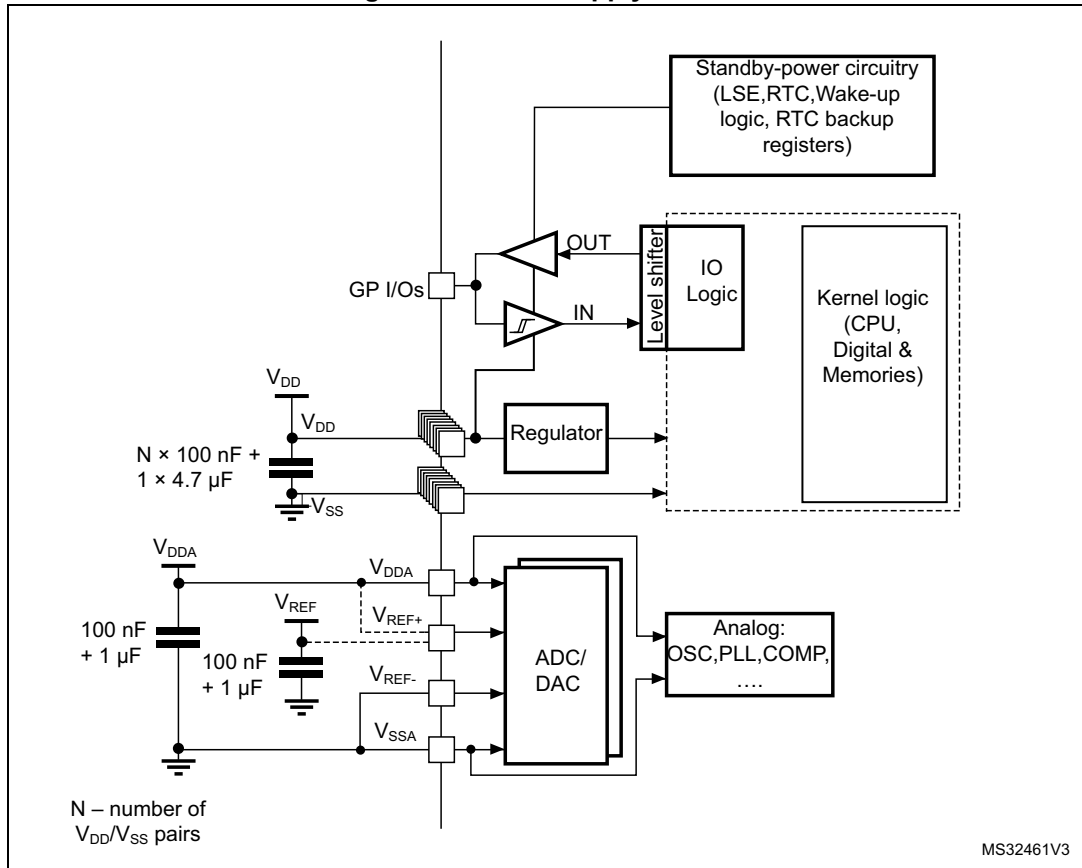 Standby-power circuitry
(LSE,RTC,Wake-up
logic, RTC backup
registers)
OUT
Level shifter
IO
Logic
GP I/Os
IN
Kernel logic
(CPU,
Digital &
Memories)
VDD
VDD
Regulator
N × 100 nF +
1 × 4.7 µF
VSS
VDDA
VDDA
VREF
VREF+
100 nF
+ 1 µF
100 nF
+ 1 µF
ADC/
DAC
Analog:
OSC,PLL,COMP,
....
VREF-
VSSA
N – number of
VDD/VSS pairs
MS32461V3